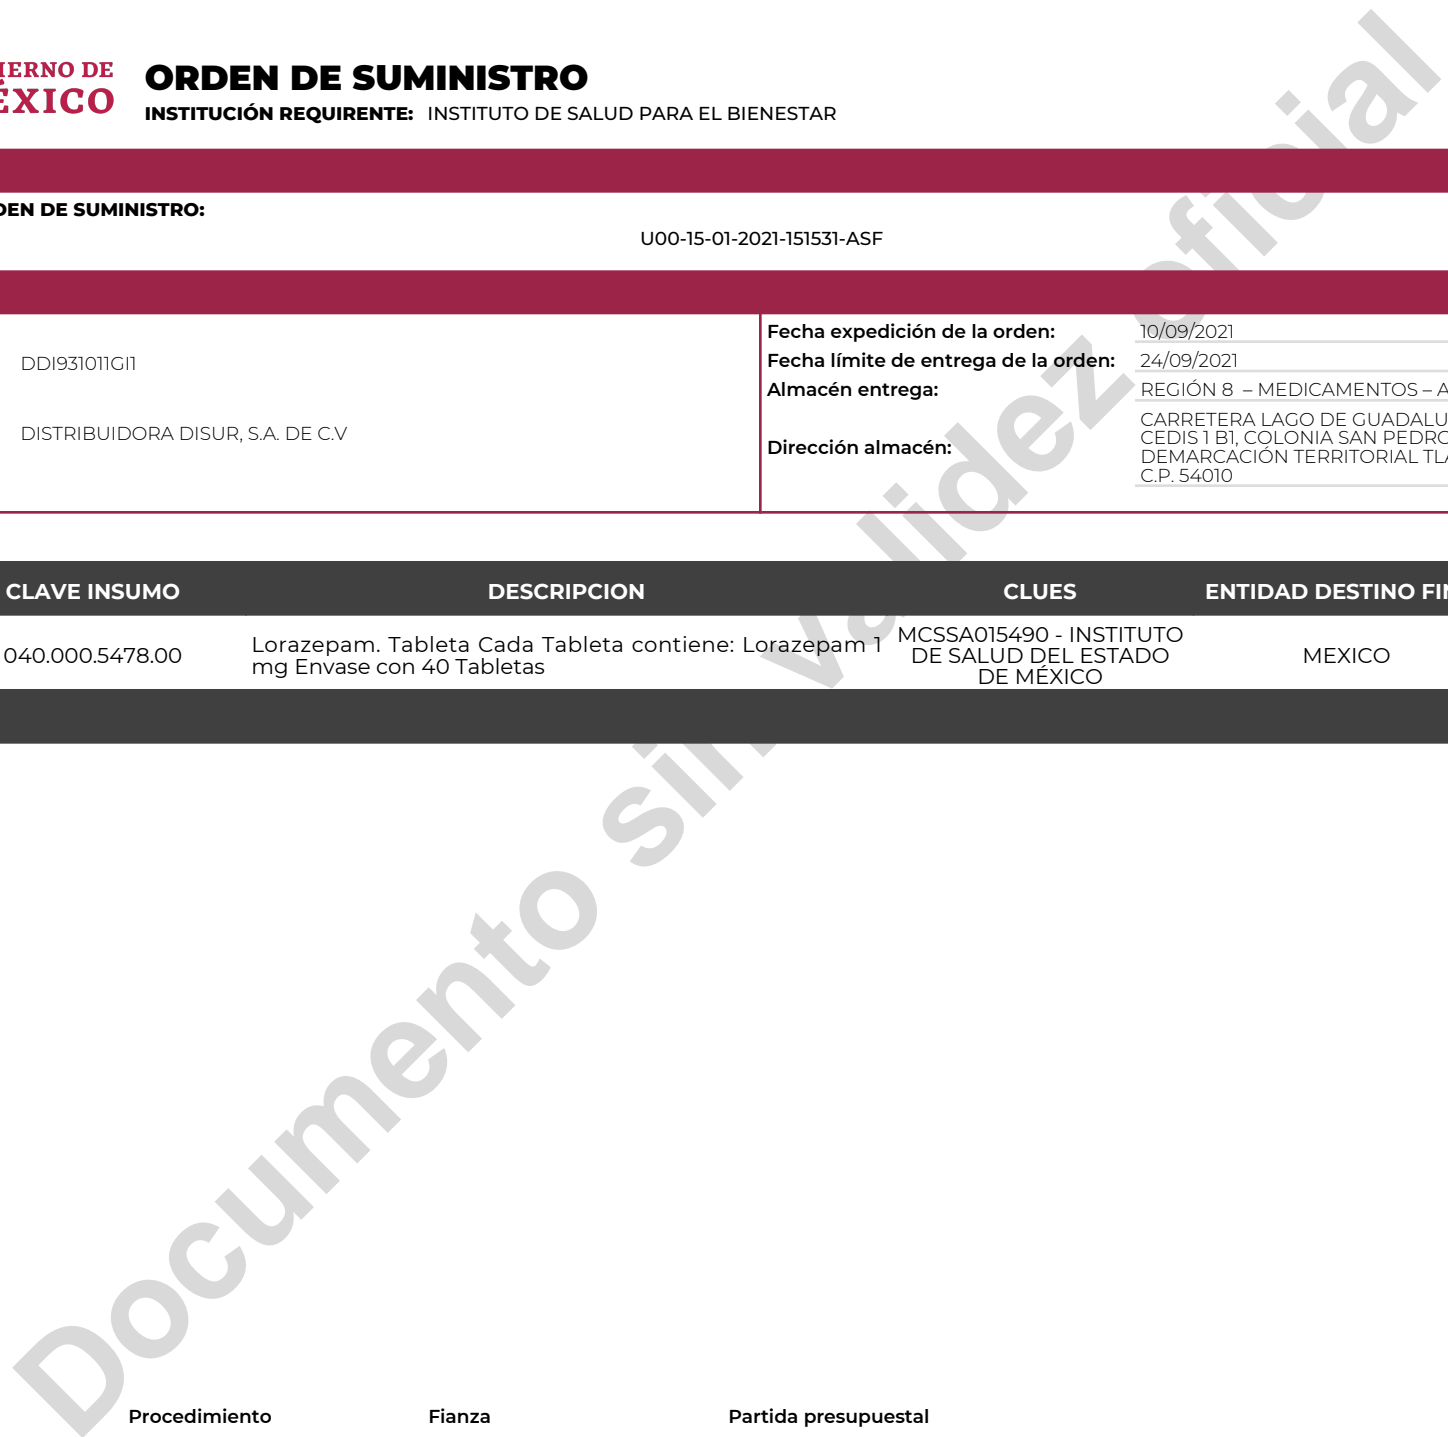 IERNO DE
ÉXICO
ORDEN DE SUMINISTRO
INSTITUCIÓN REQUIRENTE: INSTITUTO DE SALUD PARA EL BIENESTAR
DEN DE SUMINISTRO:
U00-15-01-2021-151531-ASF
DDI931011GI1
DISTRIBUIDORA DISUR, S.A. DE C.V
Fecha expedición de la orden: 10/09/2021
Fecha límite de entrega de la orden: 24/09/2021
Almacén entrega: REGIÓN 8 – MEDICAMENTOS – A
Dirección almacén:
CARRETERA LAGO DE GUADALU
CEDIS 1 B1, COLONIA SAN PEDRO
DEMARCACIÓN TERRITORIAL TLA
C.P. 54010
CLAVE INSUMO DESCRIPCION CLUES ENTIDAD DESTINO FIN
040.000.5478.00
Lorazepam. Tableta Cada Tableta contiene: Lorazepam 1
mg Envase con 40 Tabletas
MCSSA015490 - INSTITUTO
DE SALUD DEL ESTADO
DE MÉXICO
MEXICO
Documento sin validez oficial
Procedimiento Fianza Partida presupuestal